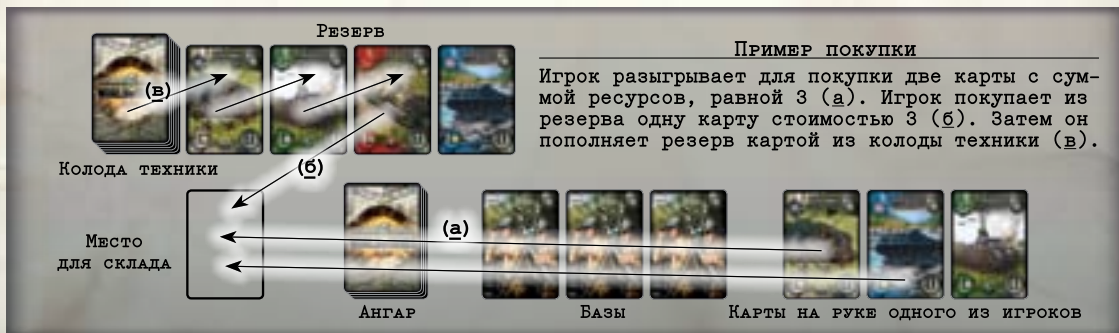 Резерв
Пример покупки
Игрок разыгрывает для покупки две карты с сум-
мой ресурсов, равной 3 (а). Игрок покупает из
резерва одну карту стоимостью 3 (б). Затем он
пополняет резерв картой из колоды техники (в).
(в)
Колода техники
(б)
(а)
Место
для склада
Ангар
Базы
Карты на руке одного из игроков